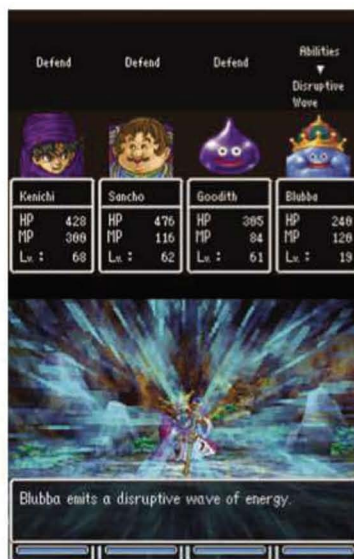 Defend
Defend
Defend
Abilities
▼
Disruptive
Wave
Kenichi
HP 428
MP 300
Lv. : 68
Sancho
HP 476
MP 116
Lv. : 62
Goodith
HP 305
MP 84
Lv. : 61
Blubba
HP 240
MP 120
Lv. : 19
Blubba emits a disruptive wave of energy.